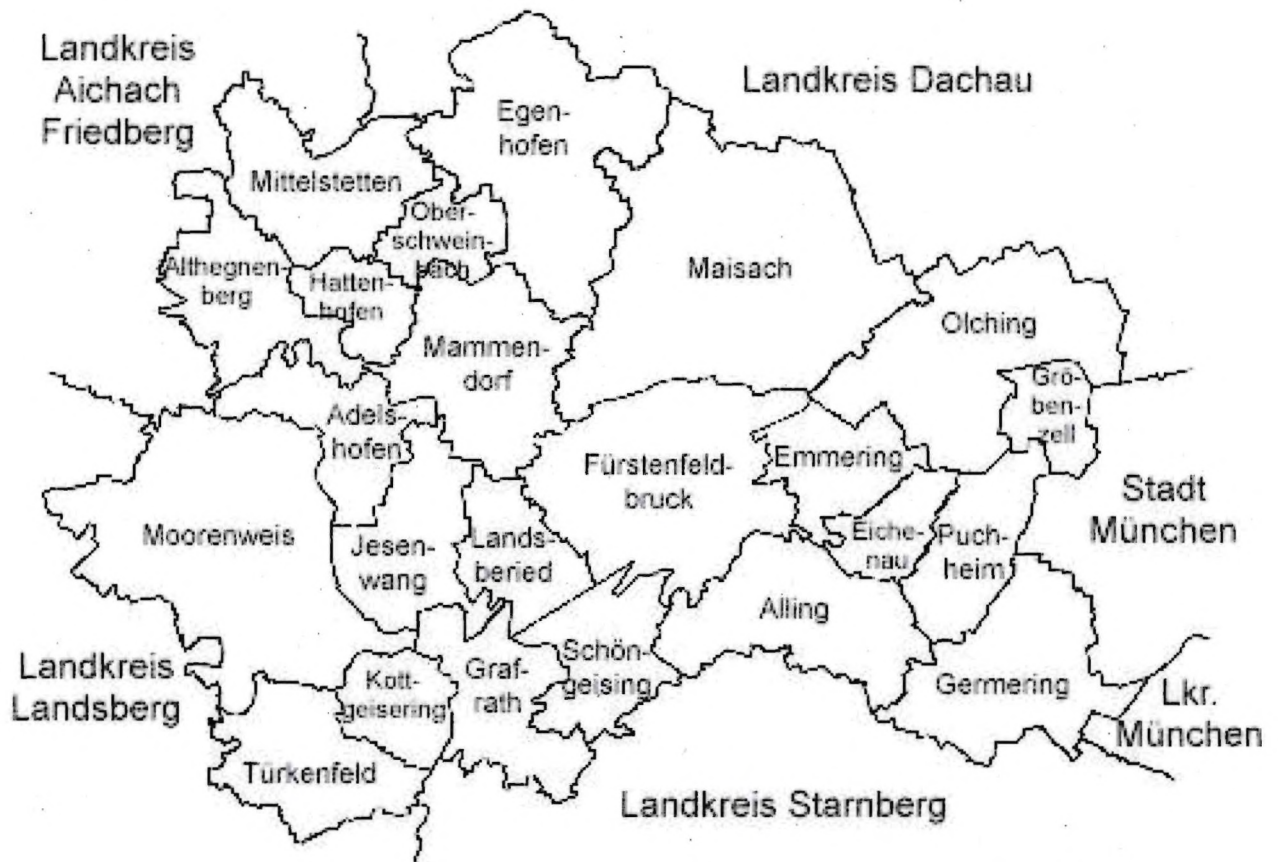 Landkreis
Aichach
Friedberg
Landkreis Dachau
Egen-
hofen
Mittelstetten
Ober-
schwein-
bach
Althegnen-
berg
Hatten-
hofen
Maisach
Olching
Mammen-
dorf
Grö-
ben-
zell
Adels-
hofen
Fürstenfeld-
bruck
Emmering
Stadt
München
Moorenweis
Jesen-
wang
Lands-
beried
Eiche-
nau
Puch-
heim
Alling
Landkreis
Landsberg
Kott-
geisering
Graf-
rath
Schön-
geising
Germering
Lkr.
München
Türkenfeld
Landkreis Starnberg